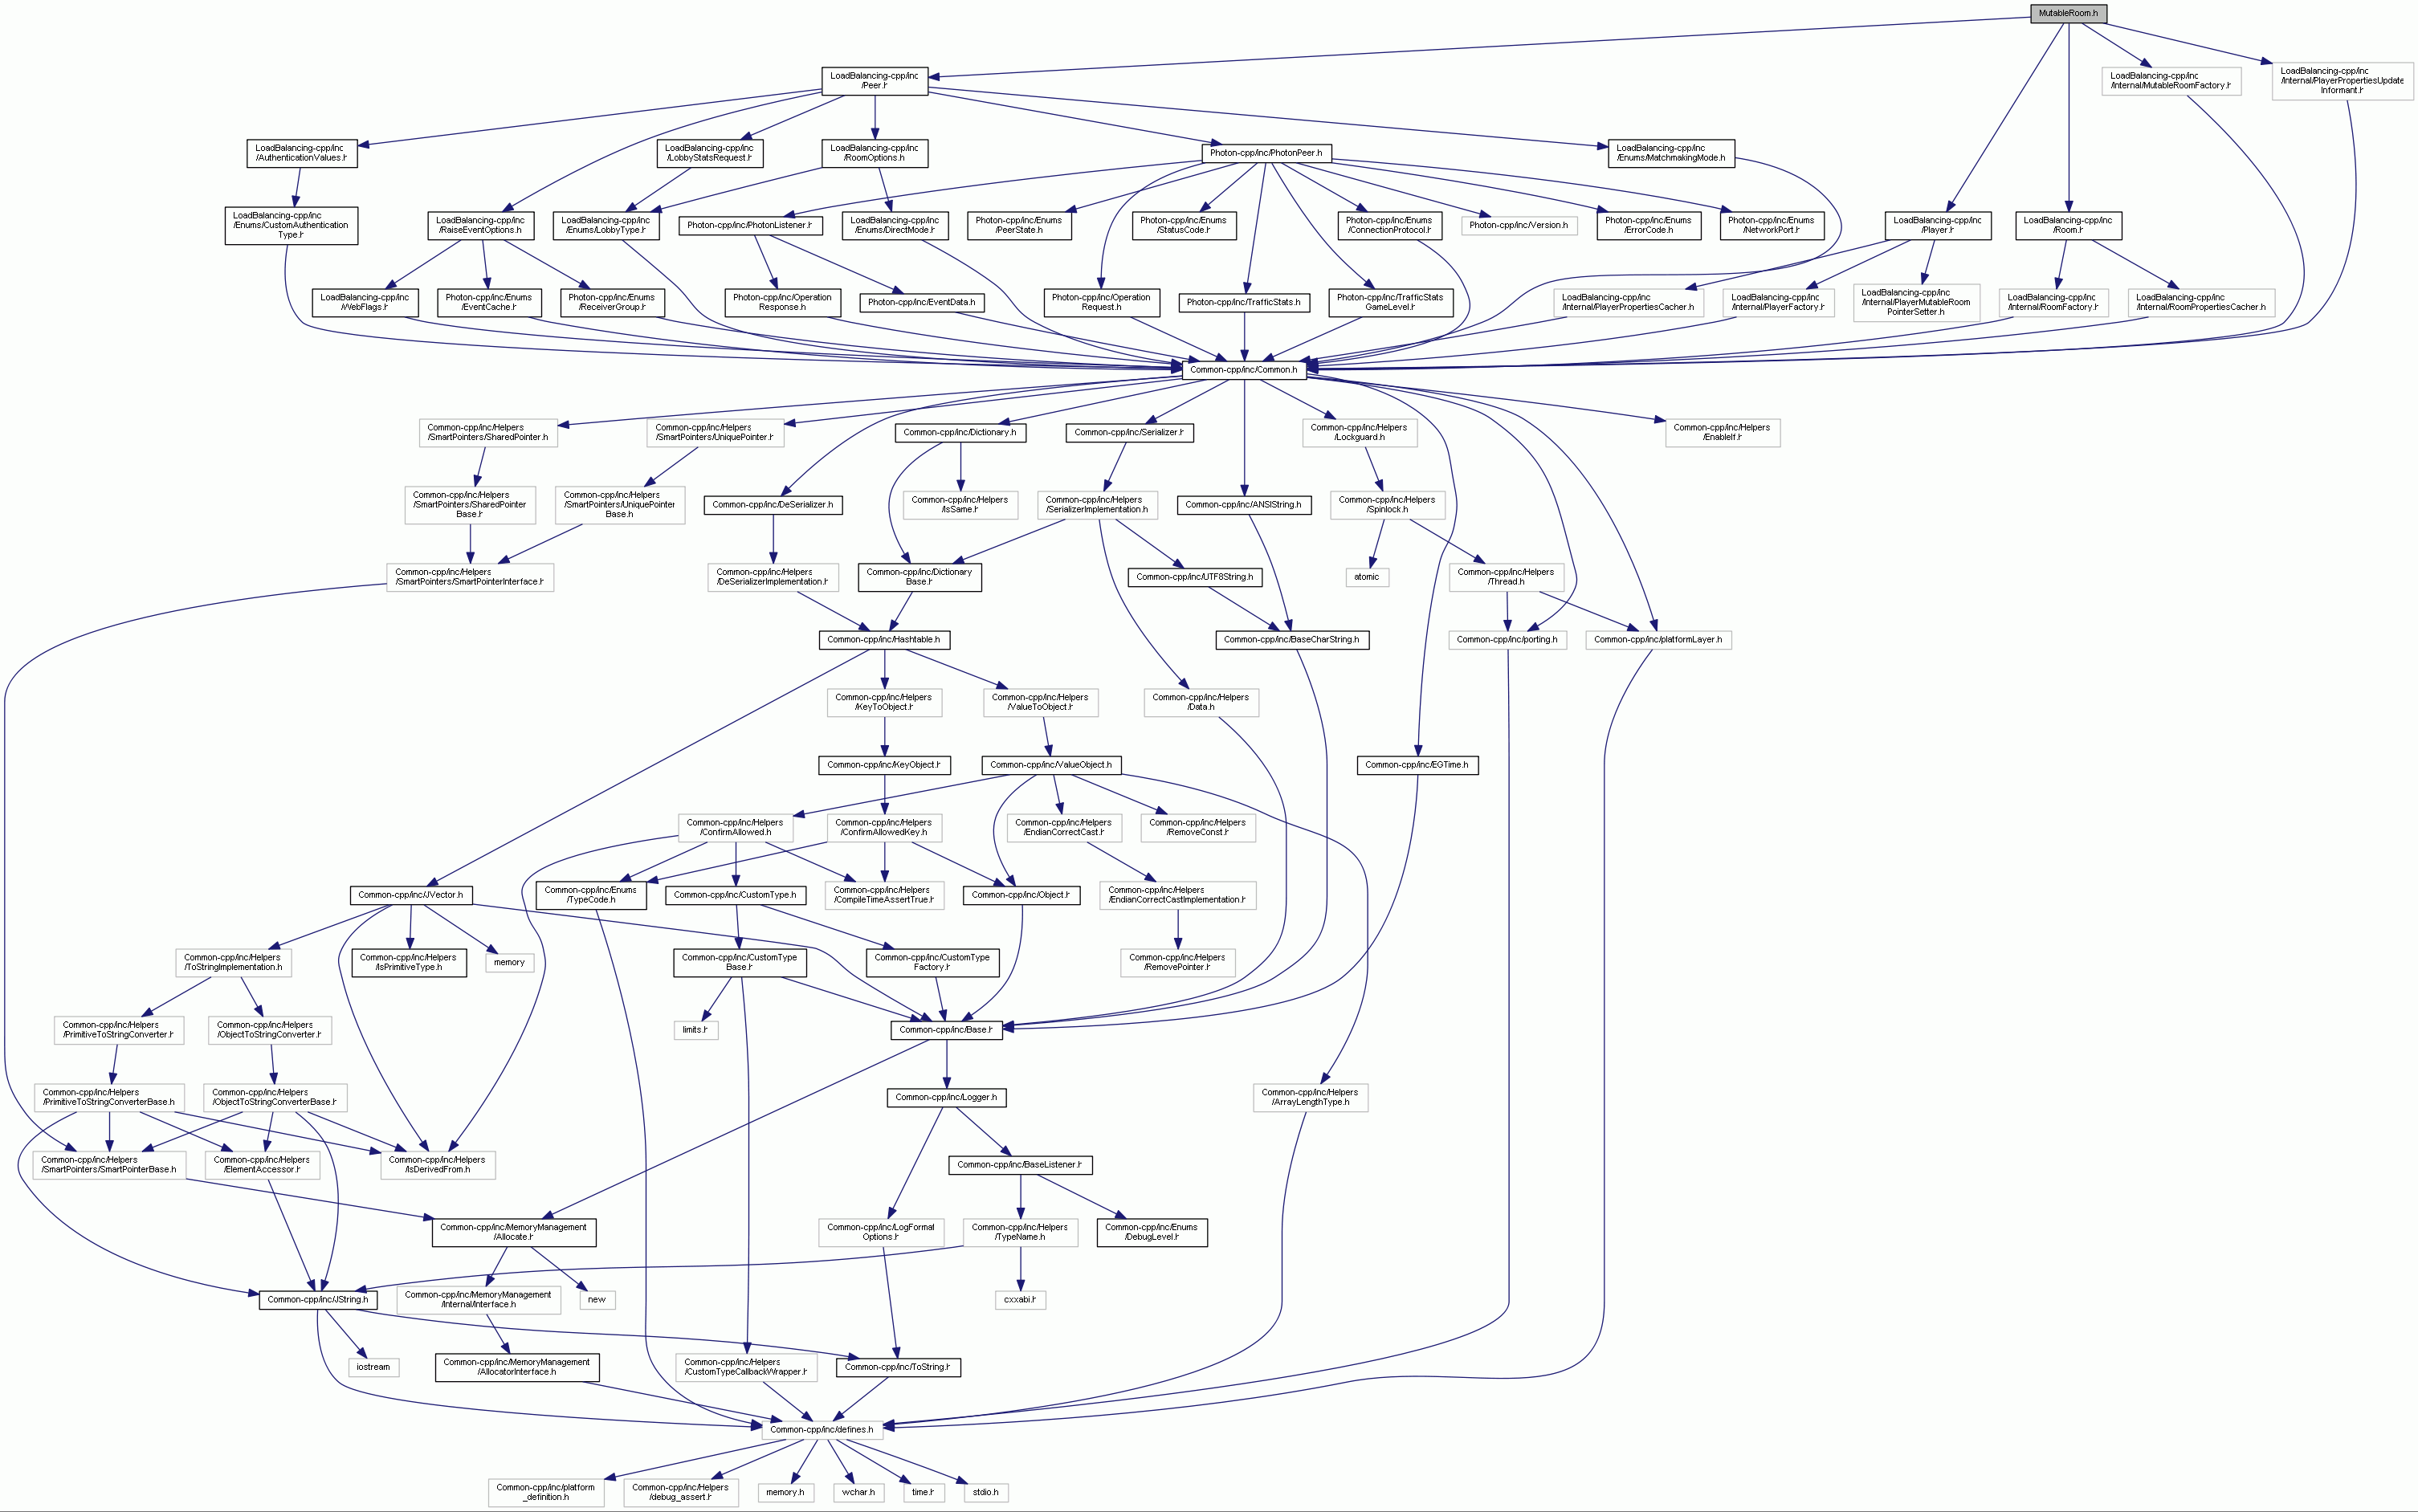 MutableRoom.h
LoadBalancing-cpp/inc
/Peer.h
LoadBalancing-cpp/inc
/Internal/MutableRoomFactory.h
LoadBalancing-cpp/inc
/Internal/PlayerPropertiesUpdate
Informant.h
LoadBalancing-cpp/inc
/AuthenticationValues.h
LoadBalancing-cpp/inc
/LobbyStatsRequest.h
LoadBalancing-cpp/inc
/RoomOptions.h
Photon-cpp/inc/PhotonPeer.h
LoadBalancing-cpp/inc
/Enums/MatchmakingMode.h
LoadBalancing-cpp/inc
/Enums/CustomAuthentication
Type.h
LoadBalancing-cpp/inc
/RaiseEventOptions.h
LoadBalancing-cpp/inc
/Enums/LobbyType.h
Photon-cpp/inc/PhotonListener.h
LoadBalancing-cpp/inc
/Enums/DirectMode.h
Photon-cpp/inc/Enums
/PeerState.h
Photon-cpp/inc/Enums
/StatusCode.h
Photon-cpp/inc/Enums
/ConnectionProtocol.h
Photon-cpp/inc/Version.h
Photon-cpp/inc/Enums
/ErrorCode.h
Photon-cpp/inc/Enums
/NetworkPort.h
LoadBalancing-cpp/inc
/Player.h
LoadBalancing-cpp/inc
/Room.h
LoadBalancing-cpp/inc
/WebFlags.h
Photon-cpp/inc/Enums
/EventCache.h
Photon-cpp/inc/Enums
/ReceiverGroup.h
Photon-cpp/inc/Operation
Response.h
Photon-cpp/inc/EventData.h
Photon-cpp/inc/Operation
Request.h
Photon-cpp/inc/TrafficStats.h
Photon-cpp/inc/TrafficStats
GameLevel.h
LoadBalancing-cpp/inc
/Internal/PlayerPropertiesCacher.h
LoadBalancing-cpp/inc
/Internal/PlayerFactory.h
LoadBalancing-cpp/inc
/Internal/PlayerMutableRoom
PointerSetter.h
LoadBalancing-cpp/inc
/Internal/RoomFactory.h
LoadBalancing-cpp/inc
/Internal/RoomPropertiesCacher.h
Common-cpp/inc/Common.h
Common-cpp/inc/Helpers
/SmartPointers/SharedPointer.h
Common-cpp/inc/Helpers
/SmartPointers/UniquePointer.h
Common-cpp/inc/Dictionary.h
Common-cpp/inc/Serializer.h
Common-cpp/inc/Helpers
/Lockguard.h
Common-cpp/inc/Helpers
/EnableIf.h
Common-cpp/inc/Helpers
/SmartPointers/SharedPointer
Base.h
Common-cpp/inc/Helpers
/SmartPointers/UniquePointer
Base.h
Common-cpp/inc/DeSerializer.h
Common-cpp/inc/Helpers
/IsSame.h
Common-cpp/inc/Helpers
/SerializerImplementation.h
Common-cpp/inc/ANSIString.h
Common-cpp/inc/Helpers
/Spinlock.h
Common-cpp/inc/Helpers
/SmartPointers/SmartPointerInterface.h
Common-cpp/inc/Helpers
/DeSerializerImplementation.h
Common-cpp/inc/Dictionary
Base.h
Common-cpp/inc/UTF8String.h
atomic
Common-cpp/inc/Helpers
/Thread.h
Common-cpp/inc/Hashtable.h
Common-cpp/inc/BaseCharString.h
Common-cpp/inc/porting.h
Common-cpp/inc/platformLayer.h
Common-cpp/inc/Helpers
/KeyToObject.h
Common-cpp/inc/Helpers
/ValueToObject.h
Common-cpp/inc/Helpers
/Data.h
Common-cpp/inc/KeyObject.h
Common-cpp/inc/ValueObject.h
Common-cpp/inc/EGTime.h
Common-cpp/inc/Helpers
/ConfirmAllowed.h
Common-cpp/inc/Helpers
/ConfirmAllowedKey.h
Common-cpp/inc/Helpers
/EndianCorrectCast.h
Common-cpp/inc/Helpers
/RemoveConst.h
Common-cpp/inc/JVector.h
Common-cpp/inc/Enums
/TypeCode.h
Common-cpp/inc/CustomType.h
Common-cpp/inc/Helpers
/CompileTimeAssertTrue.h
Common-cpp/inc/Object.h
Common-cpp/inc/Helpers
/EndianCorrectCastImplementation.h
Common-cpp/inc/Helpers
/ToStringImplementation.h
Common-cpp/inc/Helpers
/IsPrimitiveType.h
memory
Common-cpp/inc/CustomType
Base.h
Common-cpp/inc/CustomType
Factory.h
Common-cpp/inc/Helpers
/RemovePointer.h
Common-cpp/inc/Helpers
/PrimitiveToStringConverter.h
Common-cpp/inc/Helpers
/ObjectToStringConverter.h
limits.h
Common-cpp/inc/Base.h
Common-cpp/inc/Helpers
/PrimitiveToStringConverterBase.h
Common-cpp/inc/Helpers
/ObjectToStringConverterBase.h
Common-cpp/inc/Logger.h
Common-cpp/inc/Helpers
/ArrayLengthType.h
Common-cpp/inc/Helpers
/SmartPointers/SmartPointerBase.h
Common-cpp/inc/Helpers
/ElementAccessor.h
Common-cpp/inc/Helpers
/IsDerivedFrom.h
Common-cpp/inc/BaseListener.h
Common-cpp/inc/MemoryManagement
/Allocate.h
Common-cpp/inc/LogFormat
Options.h
Common-cpp/inc/Helpers
/TypeName.h
Common-cpp/inc/Enums
/DebugLevel.h
Common-cpp/inc/JString.h
Common-cpp/inc/MemoryManagement
/Internal/Interface.h
new
cxxabi.h
iostream
Common-cpp/inc/MemoryManagement
/AllocatorInterface.h
Common-cpp/inc/Helpers
/CustomTypeCallbackWrapper.h
Common-cpp/inc/ToString.h
Common-cpp/inc/defines.h
Common-cpp/inc/platform
_definition.h
Common-cpp/inc/Helpers
/debug_assert.h
memory.h
wchar.h
time.h
stdio.h